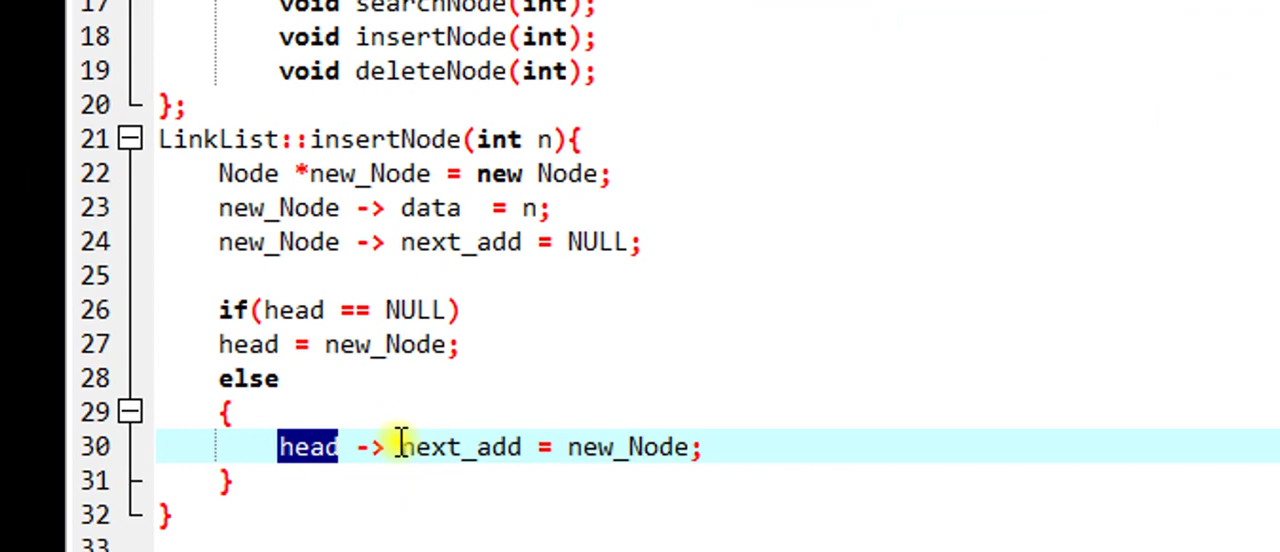 17 void searchNode(int);
18 void insertNode(int);
19 void deleteNode(int);
20 };
21 LinkList::insertNode(int n){
22 Node *new_Node = new Node;
23 new_Node -> data  = n;
24 new_Node -> next_add = NULL;
25
26 if(head == NULL)
27 head = new_Node;
28 else
29 {
30 head -> next_add = new_Node;
31 }
32 }
33